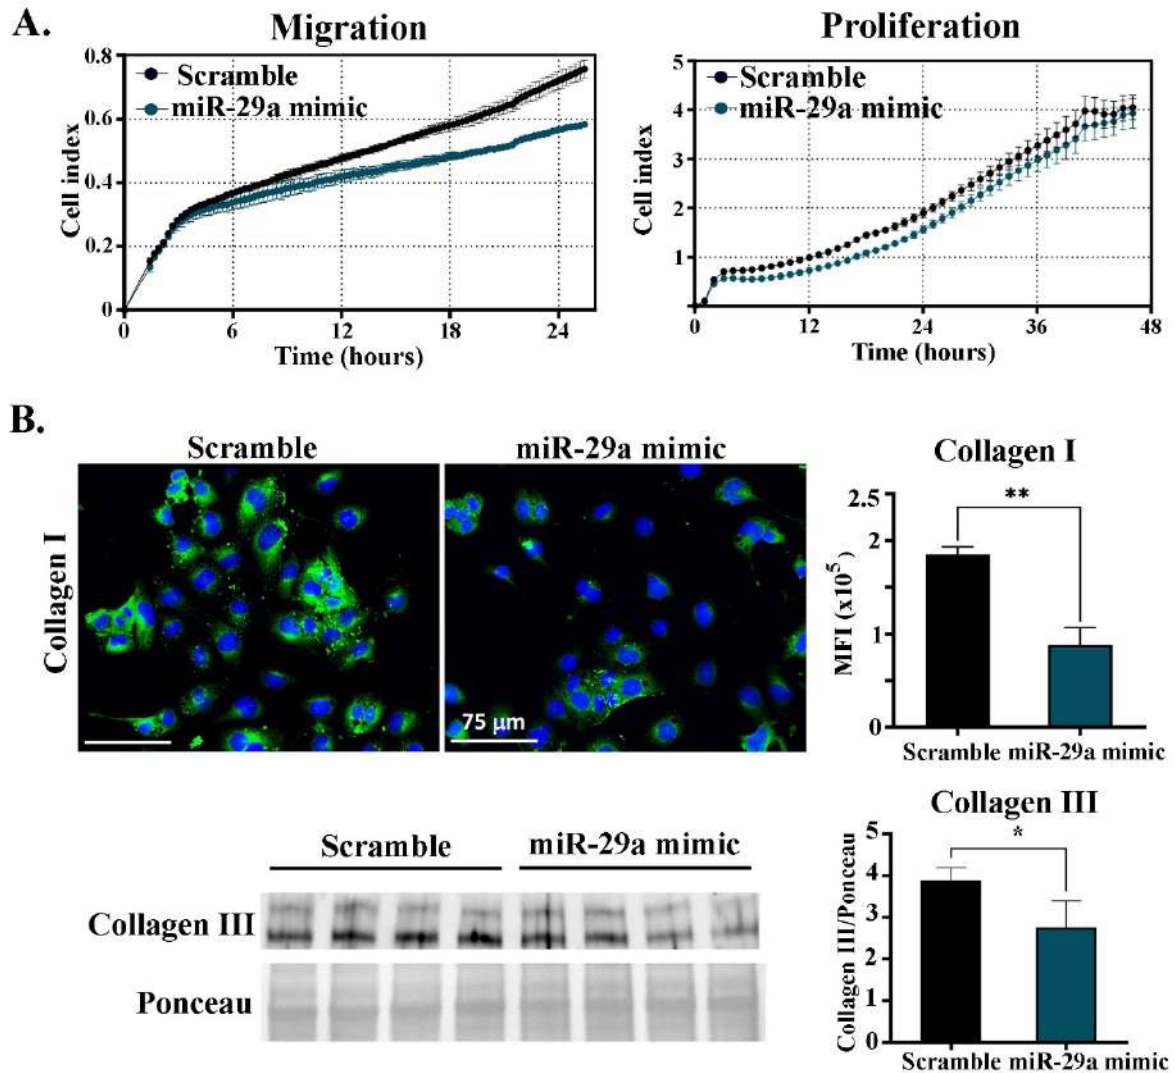 A.
Migration
Scramble
miR-29a mimic
Cell index
0.8
0.6
0.4
0.2
0
0 6 12 18 24
Time (hours)
Proliferation
Scramble
miR-29a mimic
Cell index
5
4
3
2
1
0 12 24 36 48
Time (hours)
B.
Scramble
miR-29a mimic
Collagen I
75 µm
Collagen I
MFI (x10⁵)
2.5
2
1
0
**
Scramble miR-29a mimic
Scramble
miR-29a mimic
Collagen III
Ponceau
Collagen III
Collagen III/Ponceau
5
4
3
2
1
0
*
Scramble miR-29a mimic